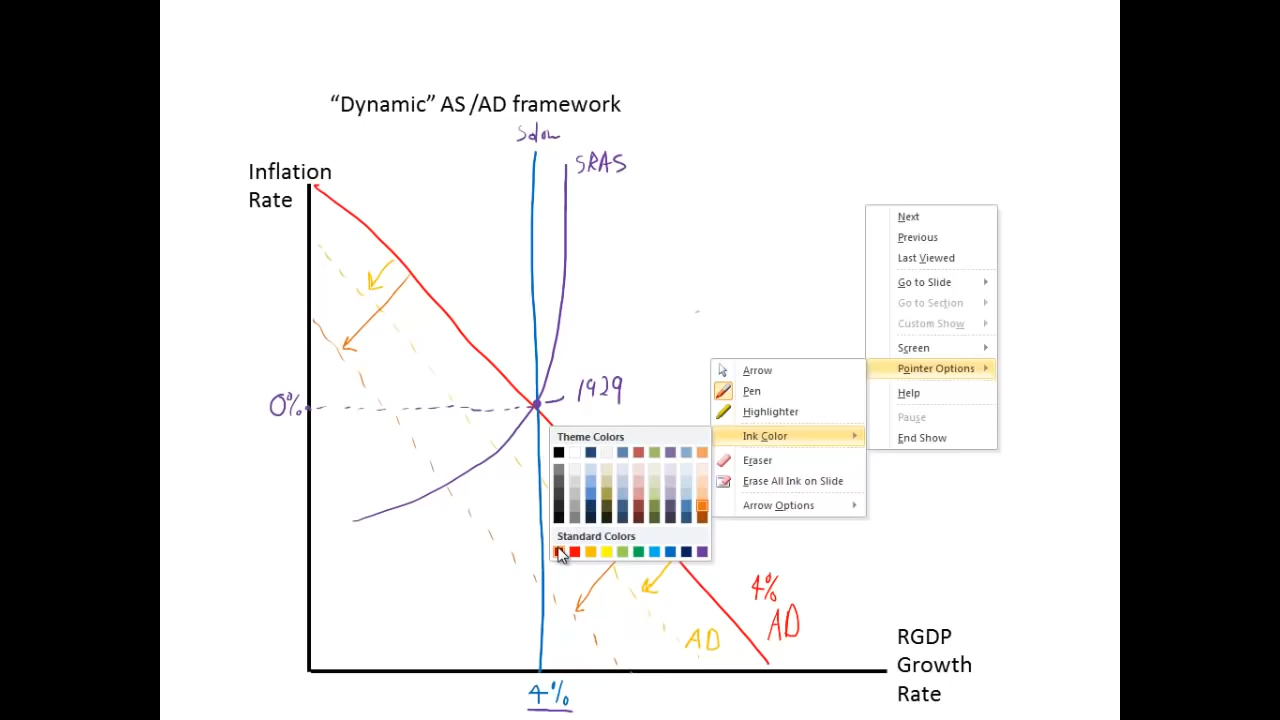 “Dynamic” AS/AD framework
Solow
SRAS
Inflation
Rate
0%
1929
4%
AD
AD
4%
RGDP
Growth
Rate
Next
Previous
Last Viewed
Go to Slide
Go to Section
Custom Show
Screen
Pointer Options
Help
Pause
End Show
Arrow
Pen
Highlighter
Ink Color
Eraser
Erase All Ink on Slide
Arrow Options
Theme Colors
Standard Colors